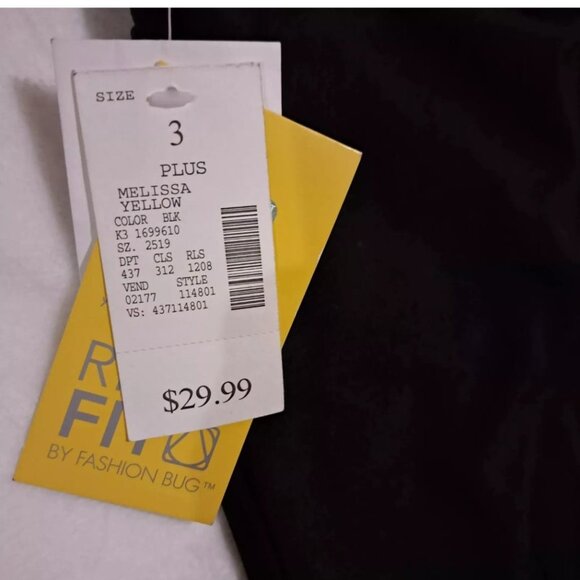 SIZE
3
PLUS
MELISSA
YELLOW
COLOR BLK
K3 1699610
SZ. 2519
DPT CLS RLS
437 312 1208
VEND STYLE
02177 114801
VS: 437114801
$29.99
FIT
BY FASHION BUG™